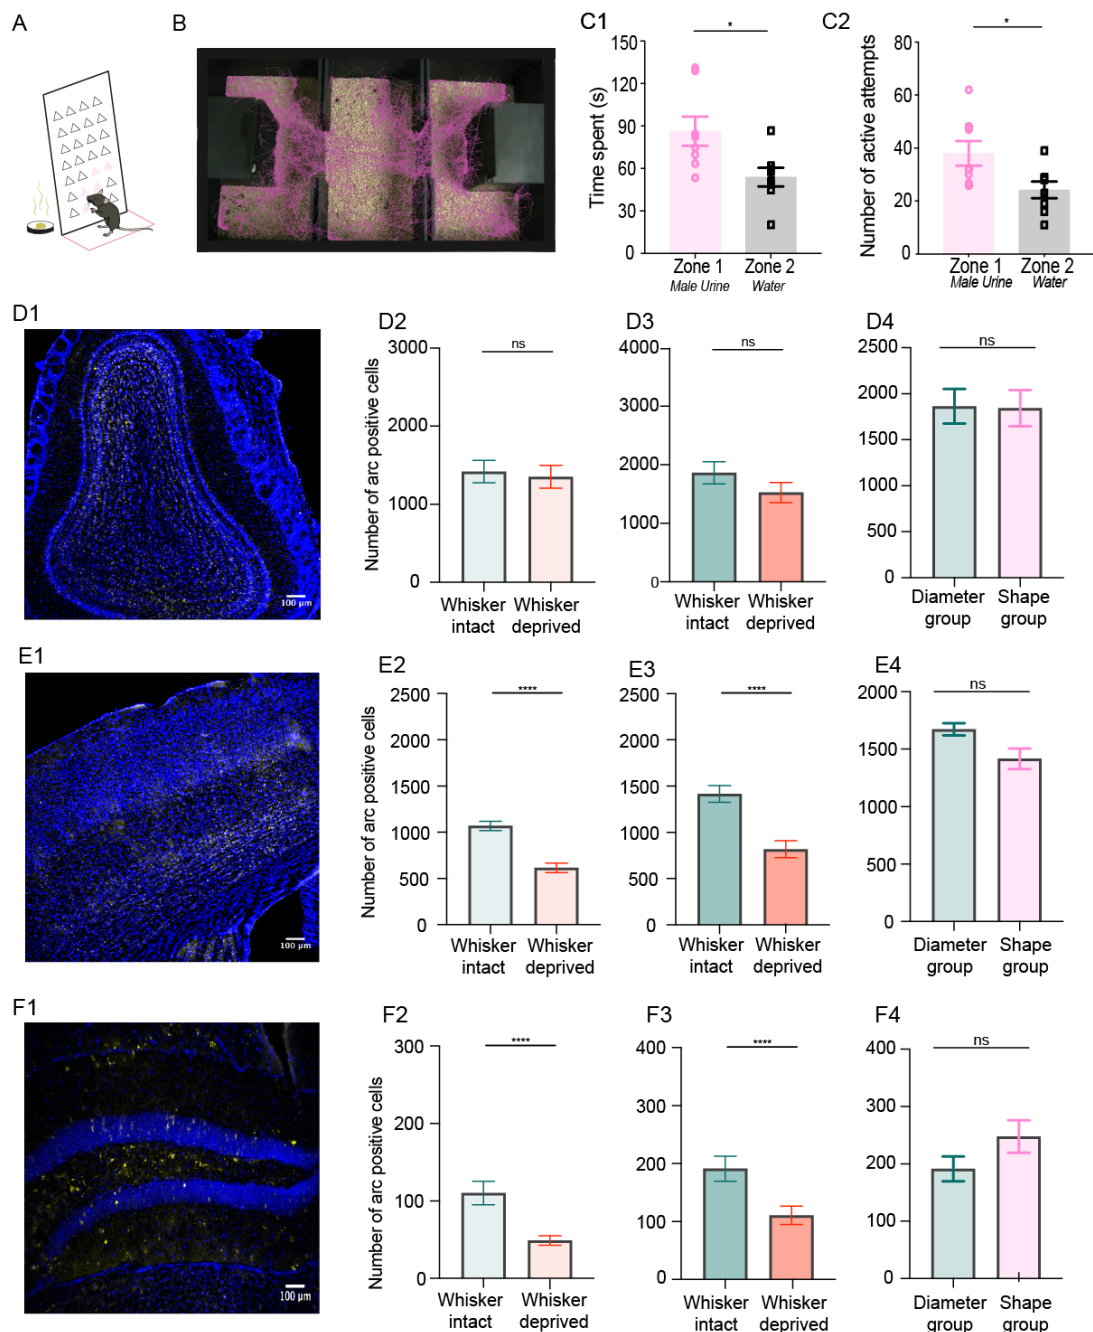 A
B
C1
*
Time spent (s)
150
120
90
60
30
0
Zone 1
Male Urine
Zone 2
Water
C2
*
Number of active attempts
80
60
40
20
0
Zone 1
Male Urine
Zone 2
Water
D1
100 µm
D2
ns
Number of arc positive cells
3000
2000
1000
0
Whisker
intact
Whisker
deprived
D3
ns
4000
3000
2000
1000
0
Whisker
intact
Whisker
deprived
D4
ns
2500
2000
1500
1000
500
0
Diameter
group
Shape
group
E1
100 µm
E2
****
Number of arc positive cells
2500
2000
1500
1000
500
0
Whisker
intact
Whisker
deprived
E3
****
2500
2000
1500
1000
500
0
Whisker
intact
Whisker
deprived
E4
ns
2000
1500
1000
500
0
Diameter
group
Shape
group
F1
100 µm
F2
****
Number of arc positive cells
300
200
100
0
Whisker
intact
Whisker
deprived
F3
****
400
300
200
100
0
Whisker
intact
Whisker
deprived
F4
ns
400
300
200
100
0
Diameter
group
Shape
group